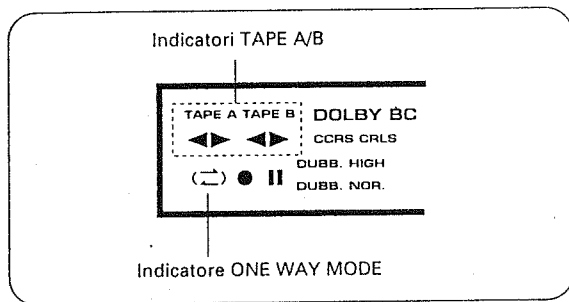 Indicatori TAPE A/B
TAPE A TAPE B DOLBY BC
CCRS CRLS
DUBB. HIGH
DUBB. NOR.
Indicatore ONE WAY MODE